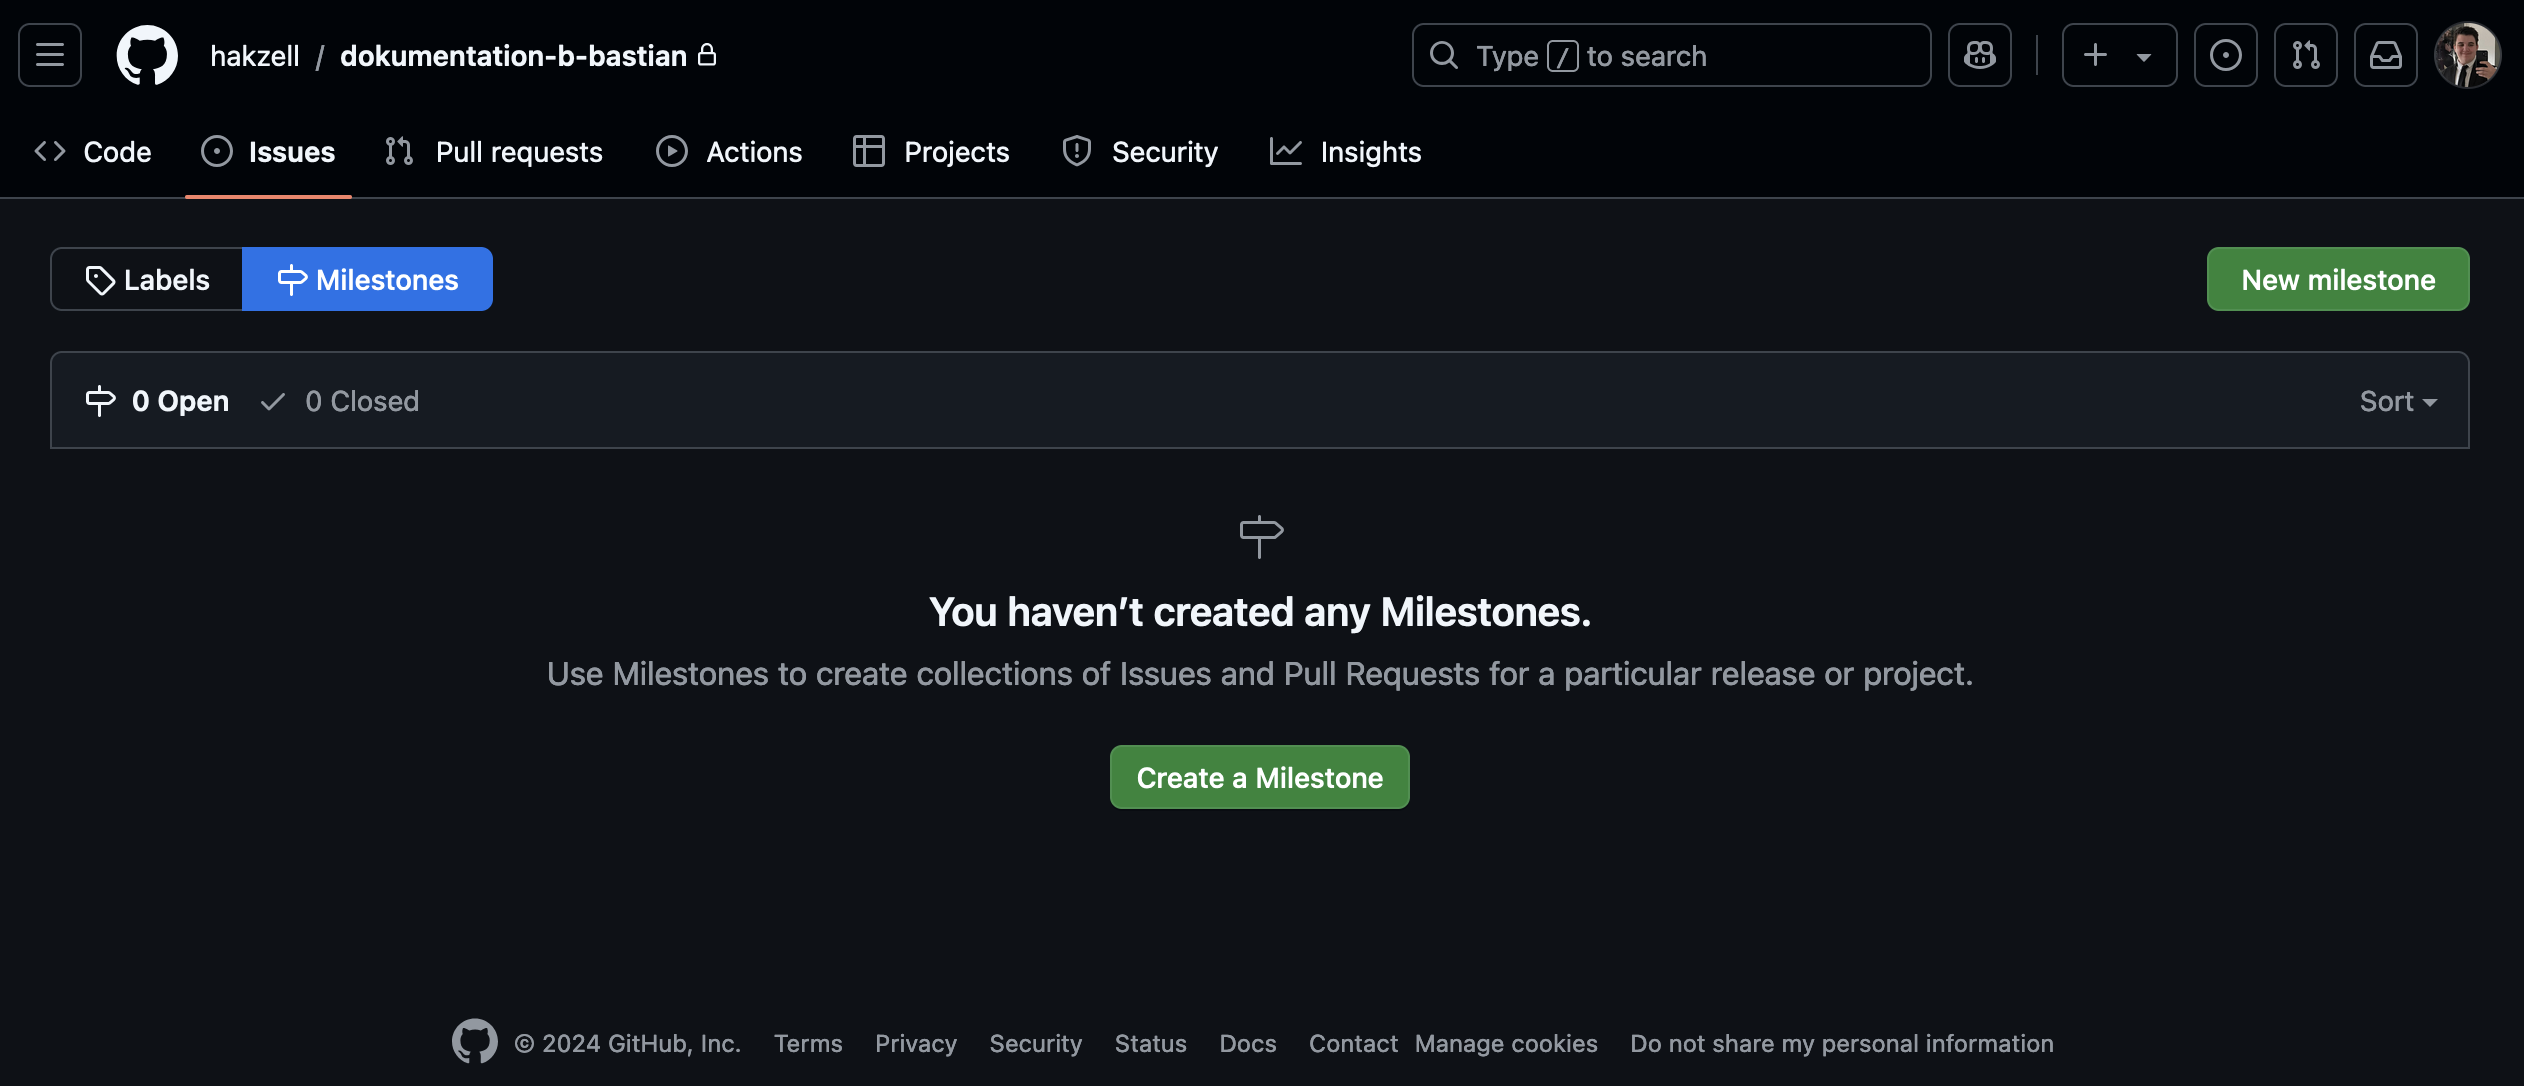 hakzell / dokumentation-b-bastian
Type / to search
Code Issues Pull requests Actions Projects Security Insights
Labels Milestones
New milestone
0 Open 0 Closed
Sort
You haven’t created any Milestones.
Use Milestones to create collections of Issues and Pull Requests for a particular release or project.
Create a Milestone
© 2024 GitHub, Inc. Terms Privacy Security Status Docs Contact Manage cookies Do not share my personal information